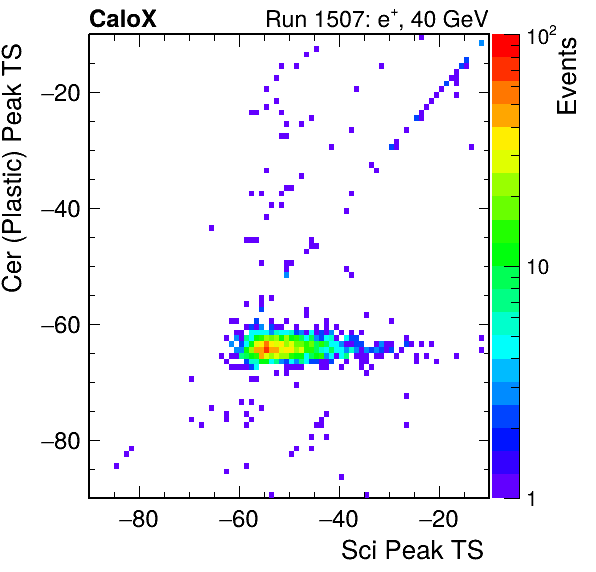 CaloX Run 1507: e⁺, 40 GeV
Cer (Plastic) Peak TS
−20
−40
−60
−80
−80 −60 −40 −20
Sci Peak TS
10²
10
1
Events